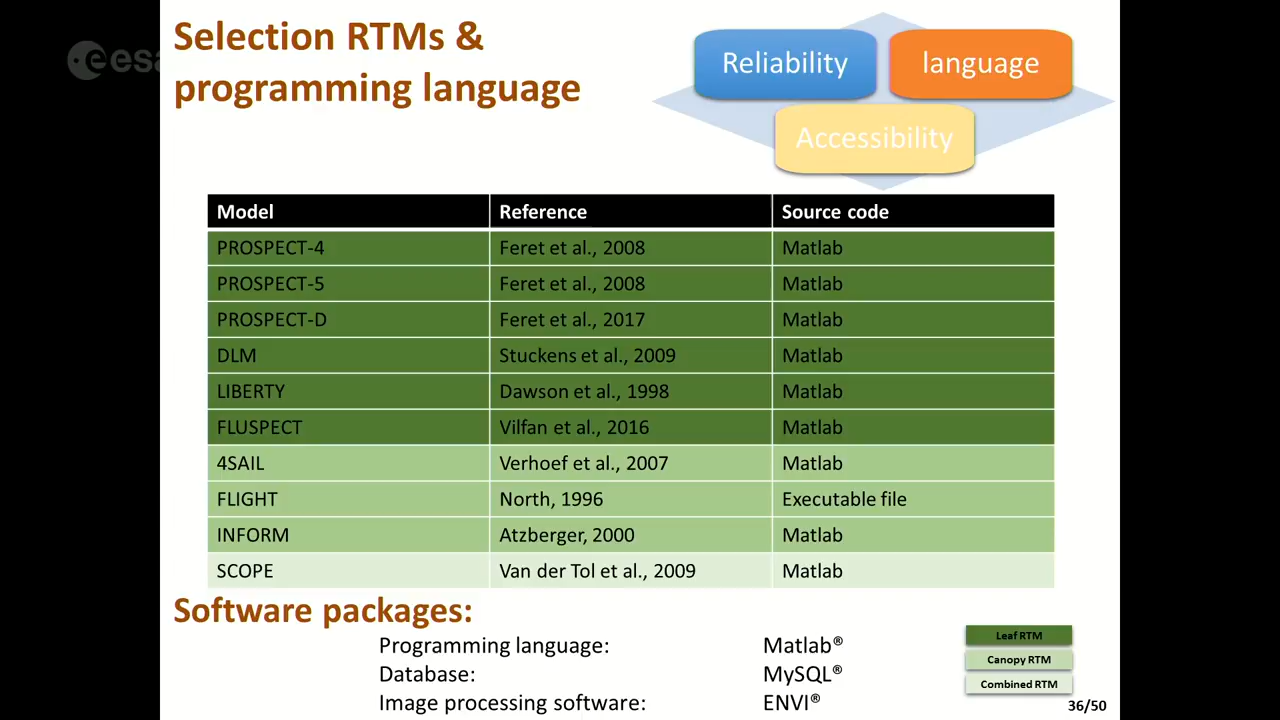 Selection RTMs &
programming language
esa
Reliability
language
Accessibility
Model Reference Source code
PROSPECT-4 Feret et al., 2008 Matlab
PROSPECT-5 Feret et al., 2008 Matlab
PROSPECT-D Feret et al., 2017 Matlab
DLM Stuckens et al., 2009 Matlab
LIBERTY Dawson et al., 1998 Matlab
FLUSPECT Vilfan et al., 2016 Matlab
4SAIL Verhoef et al., 2007 Matlab
FLIGHT North, 1996 Executable file
INFORM Atzberger, 2000 Matlab
SCOPE Van der Tol et al., 2009 Matlab
Software packages:
Programming language: Matlab®
Database: MySQL®
Image processing software: ENVI®
Leaf RTM
Canopy RTM
Combined RTM
36/50